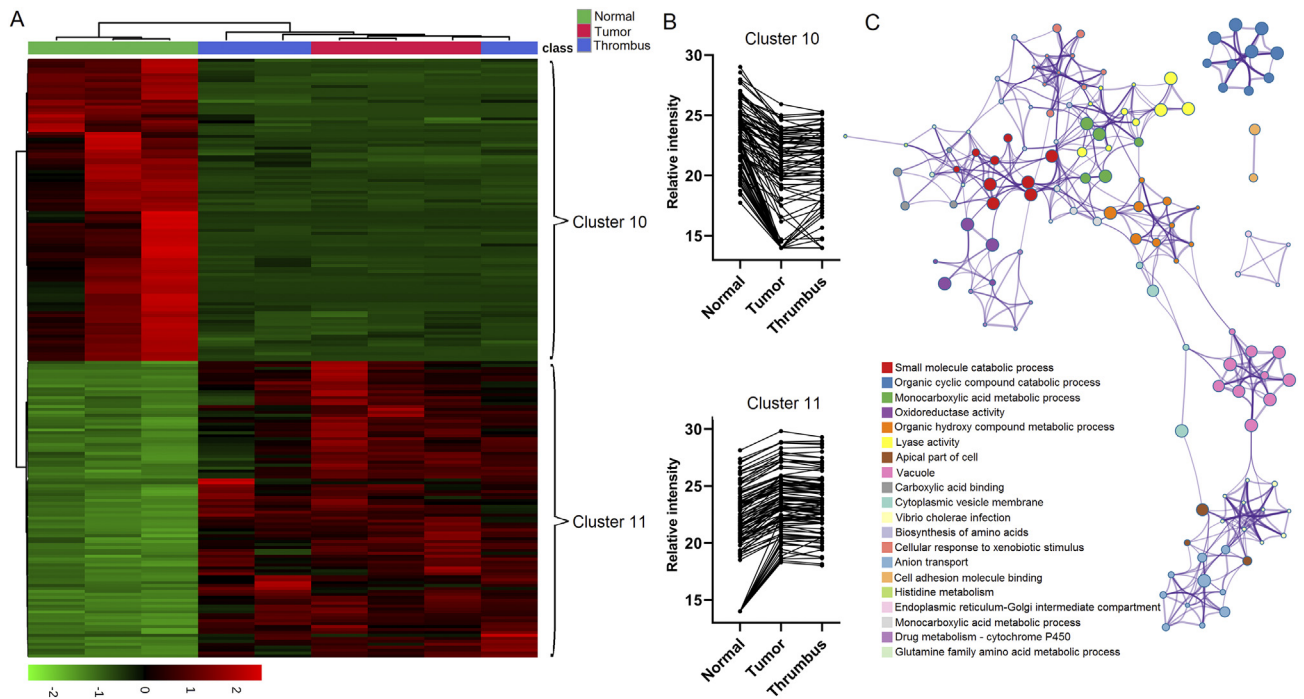 A
Normal
Tumor
Thrumbus
class
Cluster 10
Cluster 11
-2
-1
0
1
2
B
Cluster 10
Relative intensity
30
25
20
15
Normal
Tumor
Thrumbus
Cluster 11
Relative intensity
30
25
20
15
Normal
Tumor
Thrumbus
C
Small molecule catabolic process
Organic cyclic compound catabolic process
Monocarboxylic acid metabolic process
Oxidoreductase activity
Organic hydroxy compound metabolic process
Lyase activity
Apical part of cell
Vacuole
Carboxylic acid binding
Cytoplasmic vesicle membrane
Vibrio cholerae infection
Biosynthesis of amino acids
Cellular response to xenobiotic stimulus
Anion transport
Cell adhesion molecule binding
Histidine metabolism
Endoplasmic reticulum-Golgi intermediate compartment
Monocarboxylic acid metabolic process
Drug metabolism - cytochrome P450
Glutamine family amino acid metabolic process